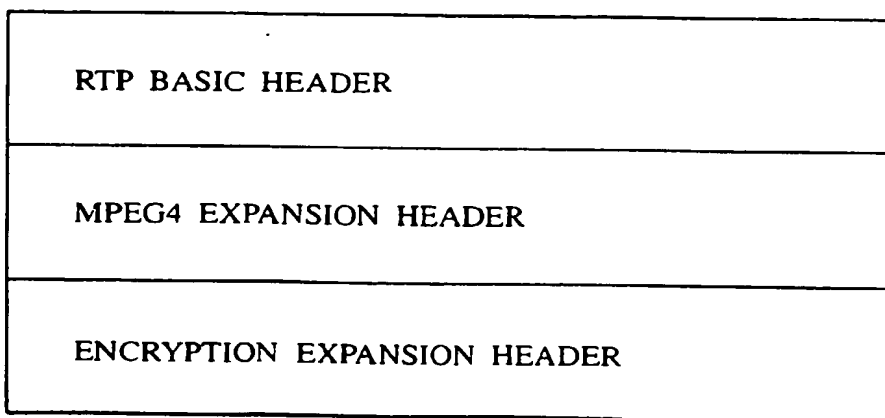 RTP BASIC HEADER
MPEG4 EXPANSION HEADER
ENCRYPTION EXPANSION HEADER